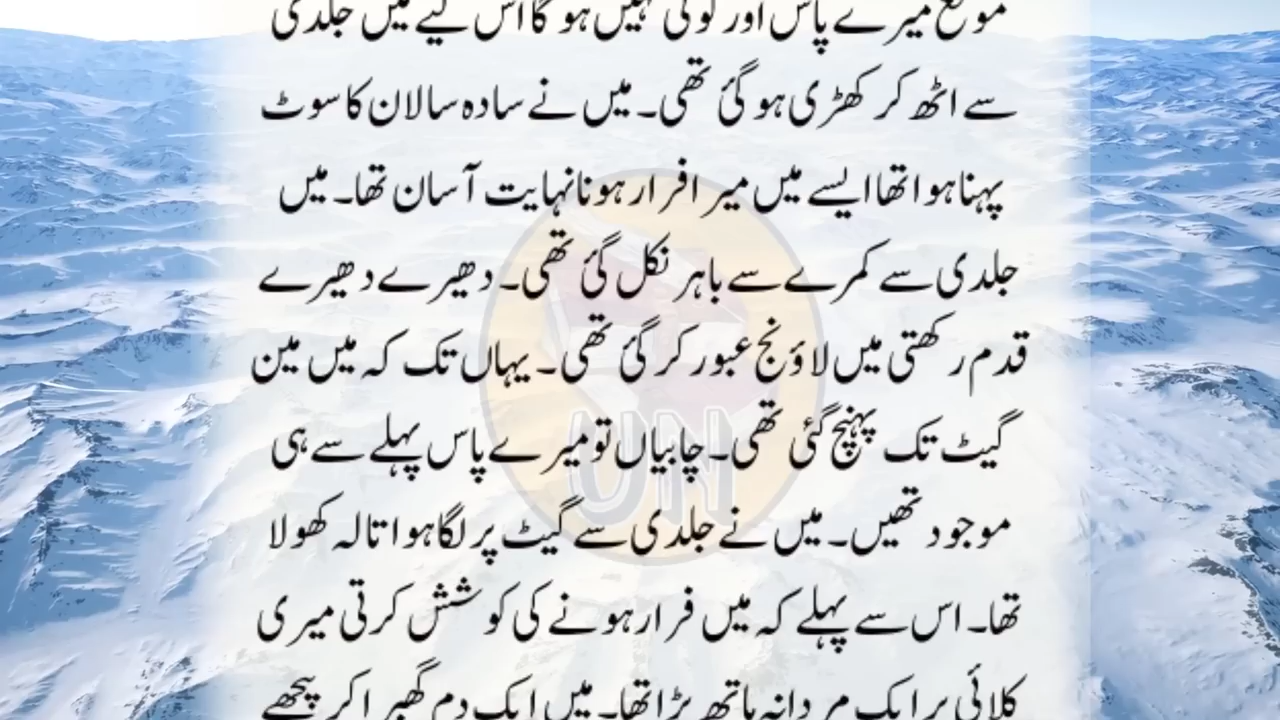 موقع میرے پاس اور کوئی نہیں ہو گا اس لیے میں جلدی
سے اٹھ کر کھڑی ہو گئ تھی۔ میں نے سادہ سالان کا سوٹ
پہنا ہوا تھا ایسے میں میرا فرار ہونا نہایت آسان تھا۔ میں
جلدی سے کمرے سے باہر نکل گئ تھی۔ دھیرے دھیرے
قدم رکھتی میں لاؤنج عبور کر گئ تھی۔ یہاں تک کہ میں مین
گیٹ تک پہنچ گئی تھی۔ چابیاں تو میرے پاس پہلے سے ہی
موجود تھیں۔ میں نے جلدی سے گیٹ پر لگا ہوا تالہ کھولا
تھا۔ اس سے پہلے کہ میں فرار ہونے کی کوشش کرتی میری
کلائی پر ایک مردانہ ہاتھ پڑا تھا۔ میں ایک دم گھبرا کر پیچھے
UN